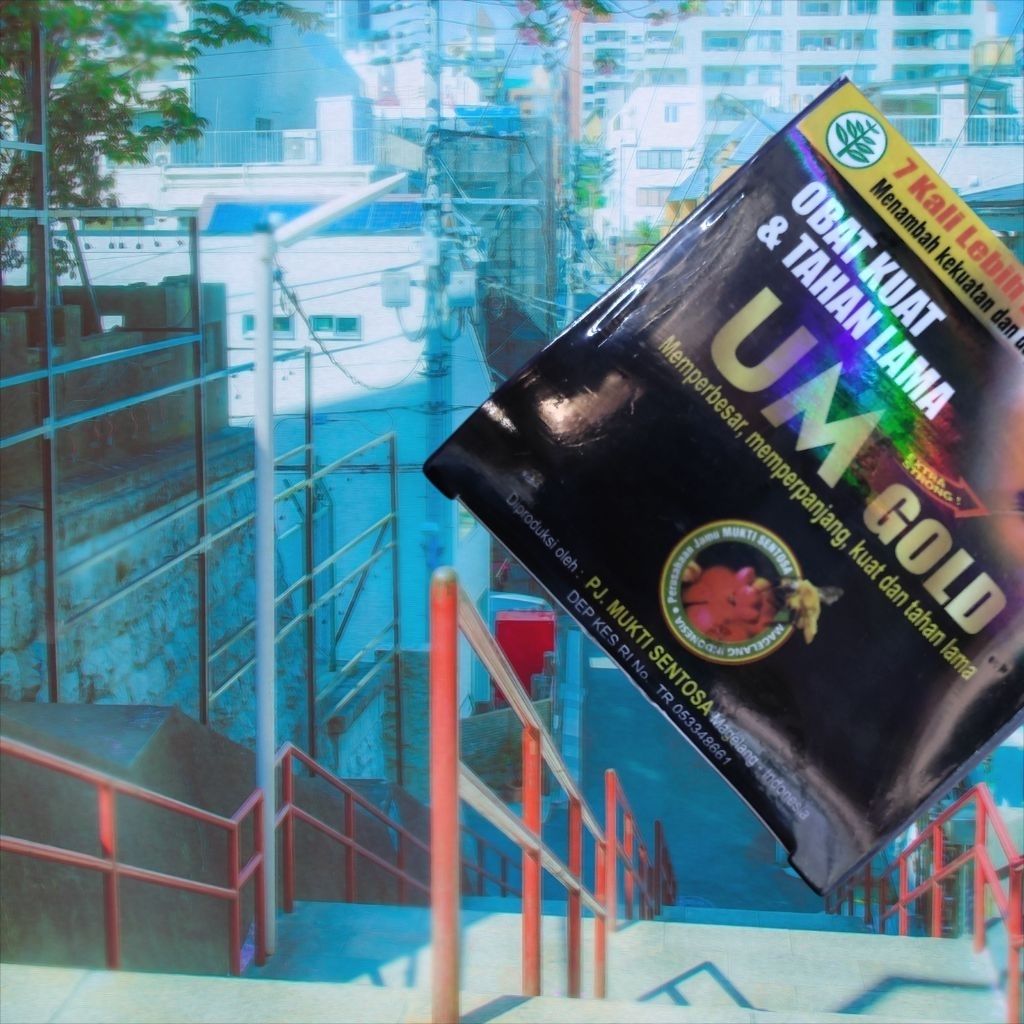 7 Kali Lebih
Menambah kekuatan dan
OBAT KUAT
& TAHAN LAMA
UM GOLD
EXTRA
STRONG
Memperbesar, memperpanjang, kuat dan tahan lama
Perusahaan Jamu MUKTI SENTOSA
MAGELANG INDONESIA
Diproduksi oleh :
P.J. MUKTI SENTOSA Magelang - Indonesia
DEP KES RI No. TR 053348661